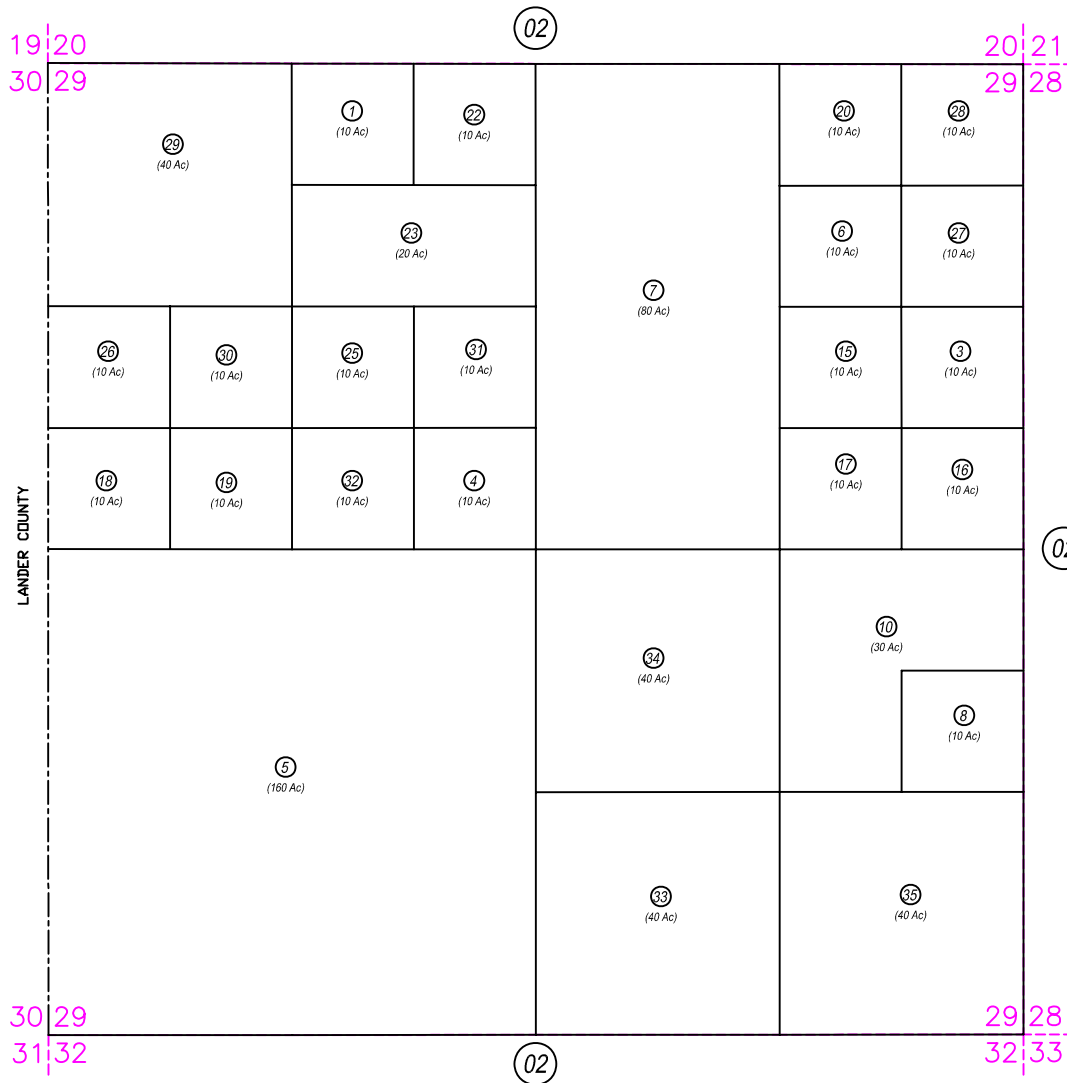 02
19 20
20 21
30 29
29 28
1
(10 Ac)
22
(10 Ac)
20
(10 Ac)
28
(10 Ac)
29
(40 Ac)
23
(20 Ac)
6
(10 Ac)
27
(10 Ac)
7
(80 Ac)
26
(10 Ac)
30
(10 Ac)
25
(10 Ac)
31
(10 Ac)
15
(10 Ac)
3
(10 Ac)
18
(10 Ac)
19
(10 Ac)
32
(10 Ac)
4
(10 Ac)
17
(10 Ac)
16
(10 Ac)
LANDER COUNTY
34
(40 Ac)
10
(30 Ac)
8
(10 Ac)
5
(160 Ac)
33
(40 Ac)
35
(40 Ac)
30 29
29 28
31 32
32 33
02